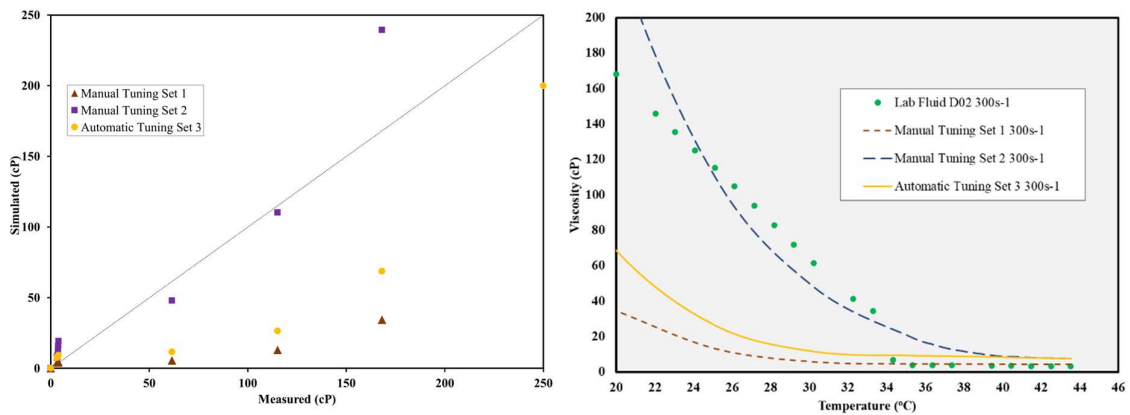 250
200
150
100
50
0
Simulated (cP)
Manual Tuning Set 1
Manual Tuning Set 2
Automatic Tuning Set 3
0 50 100 150 200 250
Measured (cP)
200
180
160
140
120
100
80
60
40
20
0
Viscosity (cP)
Lab Fluid D02 300s-1
Manual Tuning Set 1 300s-1
Manual Tuning Set 2 300s-1
Automatic Tuning Set 3 300s-1
20 22 24 26 28 30 32 34 36 38 40 42 44 46
Temperature (°C)